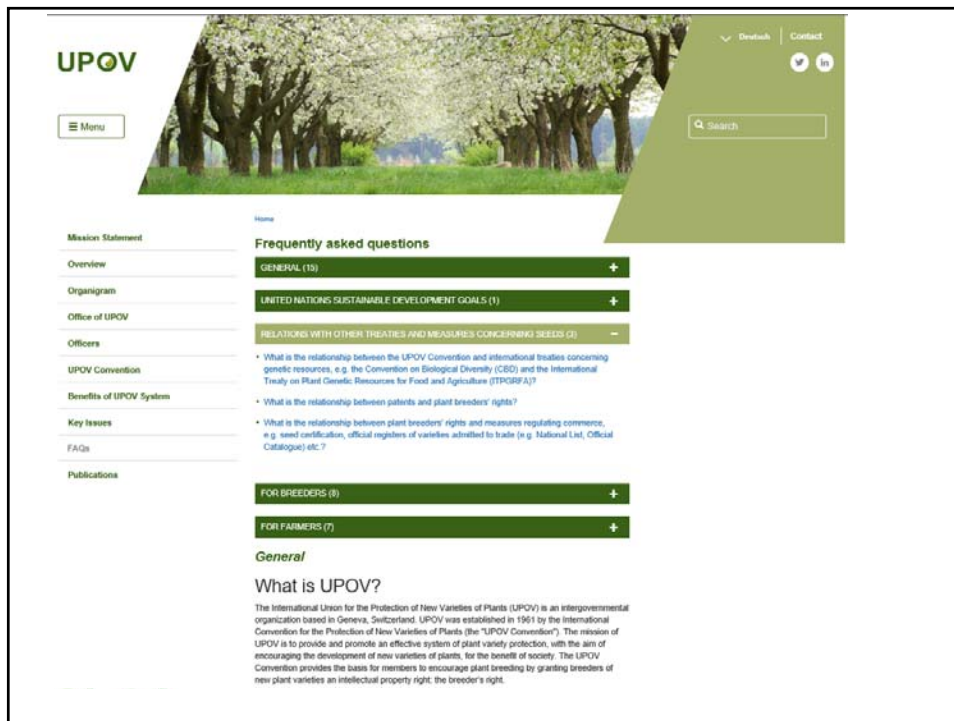 UPOV
Deutsch
Contact
Menu
Search
Mission Statement
Overview
Organigram
Office of UPOV
Officers
UPOV Convention
Benefits of UPOV System
Key Issues
FAQs
Publications
Home
Frequently asked questions
GENERAL (15)
UNITED NATIONS SUSTAINABLE DEVELOPMENT GOALS (1)
RELATIONS WITH OTHER TREATIES AND MEASURES CONCERNING SEEDS (3)
• What is the relationship between the UPOV Convention and international treaties concerning
genetic resources, e.g. the Convention on Biological Diversity (CBD) and the International
Treaty on Plant Genetic Resources for Food and Agriculture (ITPGRFA)?
• What is the relationship between patents and plant breeders' rights?
• What is the relationship between plant breeders' rights and measures regulating commerce,
e.g. seed certification, official registers of varieties admitted to trade (e.g. National List, Official
Catalogue) etc.?
FOR BREEDERS (8)
FOR FARMERS (7)
General
What is UPOV?
The International Union for the Protection of New Varieties of Plants (UPOV) is an intergovernmental
organization based in Geneva, Switzerland. UPOV was established in 1961 by the International
Convention for the Protection of New Varieties of Plants (the "UPOV Convention"). The mission of
UPOV is to provide and promote an effective system of plant variety protection, with the aim of
encouraging the development of new varieties of plants, for the benefit of society. The UPOV
Convention provides the basis for members to encourage plant breeding by granting breeders of
new plant varieties an intellectual property right: the breeder's right.